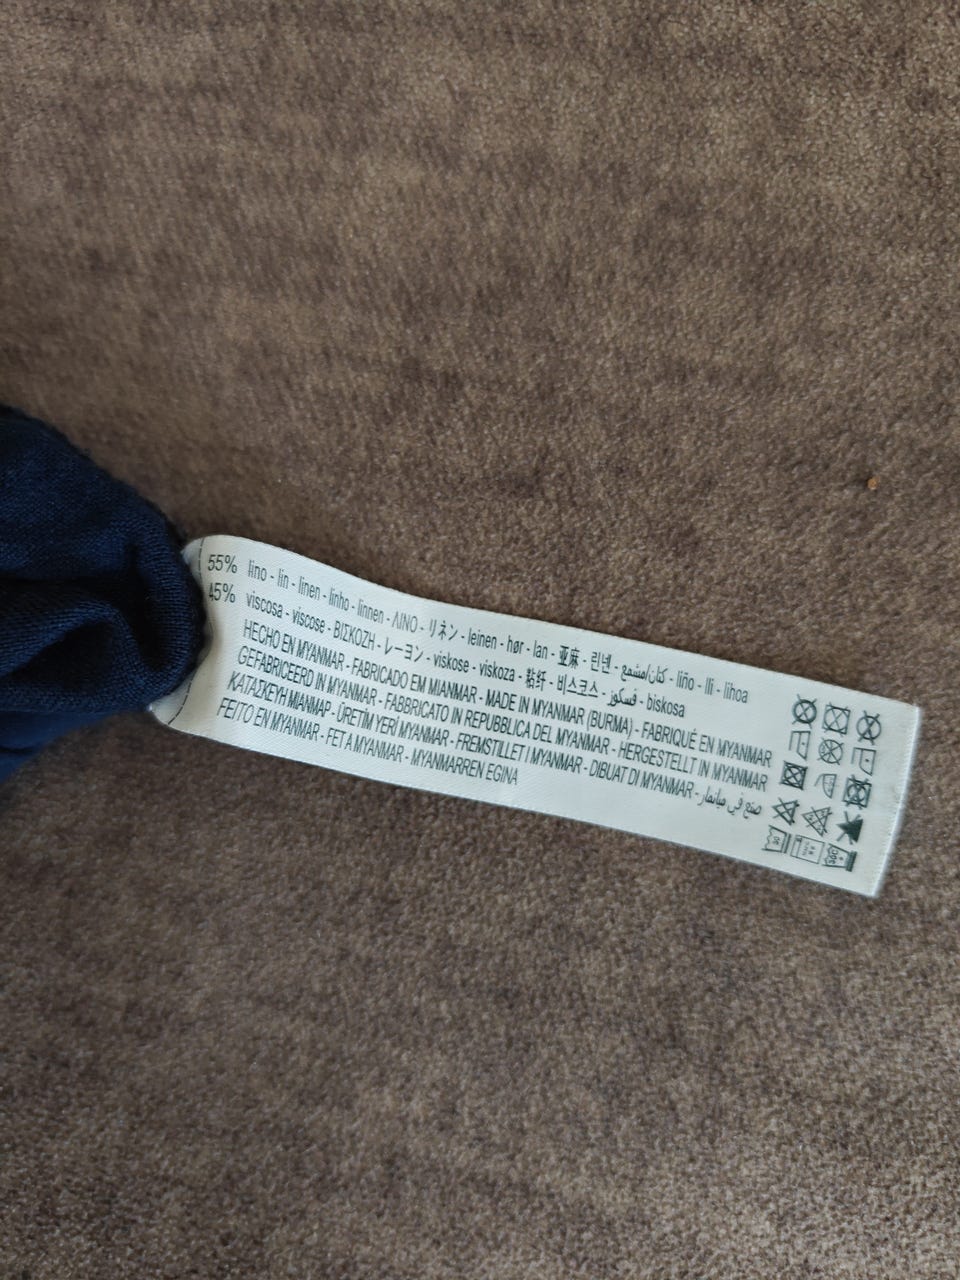 55% lino - lin - linen - linho - linnen - ΛΙΝΟ - リネン - leinen - hør - lan - 亚麻 - 린넨 - كتان/مشمع - liño - lli - lihoa
45% viscosa - viscose - ΒΙΣΚΟΖΗ - レーヨン - viskose - viskoza - 粘纤 - 비스코스 - فسكوز - biskosa
HECHO EN MYANMAR - FABRICADO EM MIANMAR - MADE IN MYANMAR (BURMA) - FABRIQUÉ EN MYANMAR
GEFABRICEERD IN MYANMAR - FABBRICATO IN REPUBBLICA DEL MYANMAR - HERGESTELLT IN MYANMAR
ΚΑΤΑΣΚΕΥΗ ΜΙΑΝΜΑΡ - ÜRETİM YERİ MYANMAR - FREMSTILLET I MYANMAR - DIBUAT DI MYANMAR - صنع في ميانمار
FEITO EN MYANMAR - FET A MYANMAR - MYANMARREN EGINA